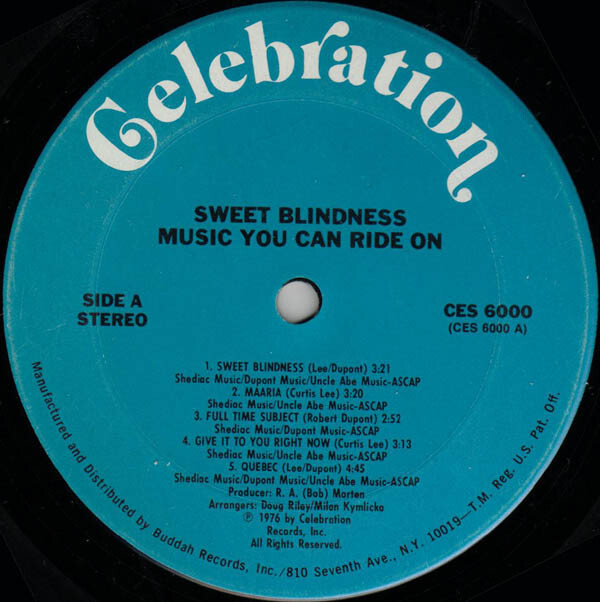 Celebration
SWEET BLINDNESS
MUSIC YOU CAN RIDE ON
SIDE A
STEREO
CES 6000
(CES 6000 A)
1. SWEET BLINDNESS (Lee/Dupont) 3:21
Shediac Music/Dupont Music/Uncle Abe Music-ASCAP
2. MAARIA (Curtis Lee) 3:20
Shediac Music/Uncle Abe Music-ASCAP
3. FULL TIME SUBJECT (Robert Dupont) 2:52
Shediac Music/Dupont Music-ASCAP
4. GIVE IT TO YOU RIGHT NOW (Curtis Lee) 3:13
Shediac Music/Uncle Abe Music-ASCAP
5. QUEBEC (Lee/Dupont) 4:45
Shediac Music/Dupont Music/Uncle Abe Music-ASCAP
Producer: R. A. (Bob) Morten
Arrangers: Doug Riley/Milan Kymlicka
℗ 1976 by Celebration
Records, Inc.
All Rights Reserved.
Manufactured and Distributed by Buddah Records, Inc./810 Seventh Ave., N.Y. 10019—T.M. Reg. U.S. Pat. Off.